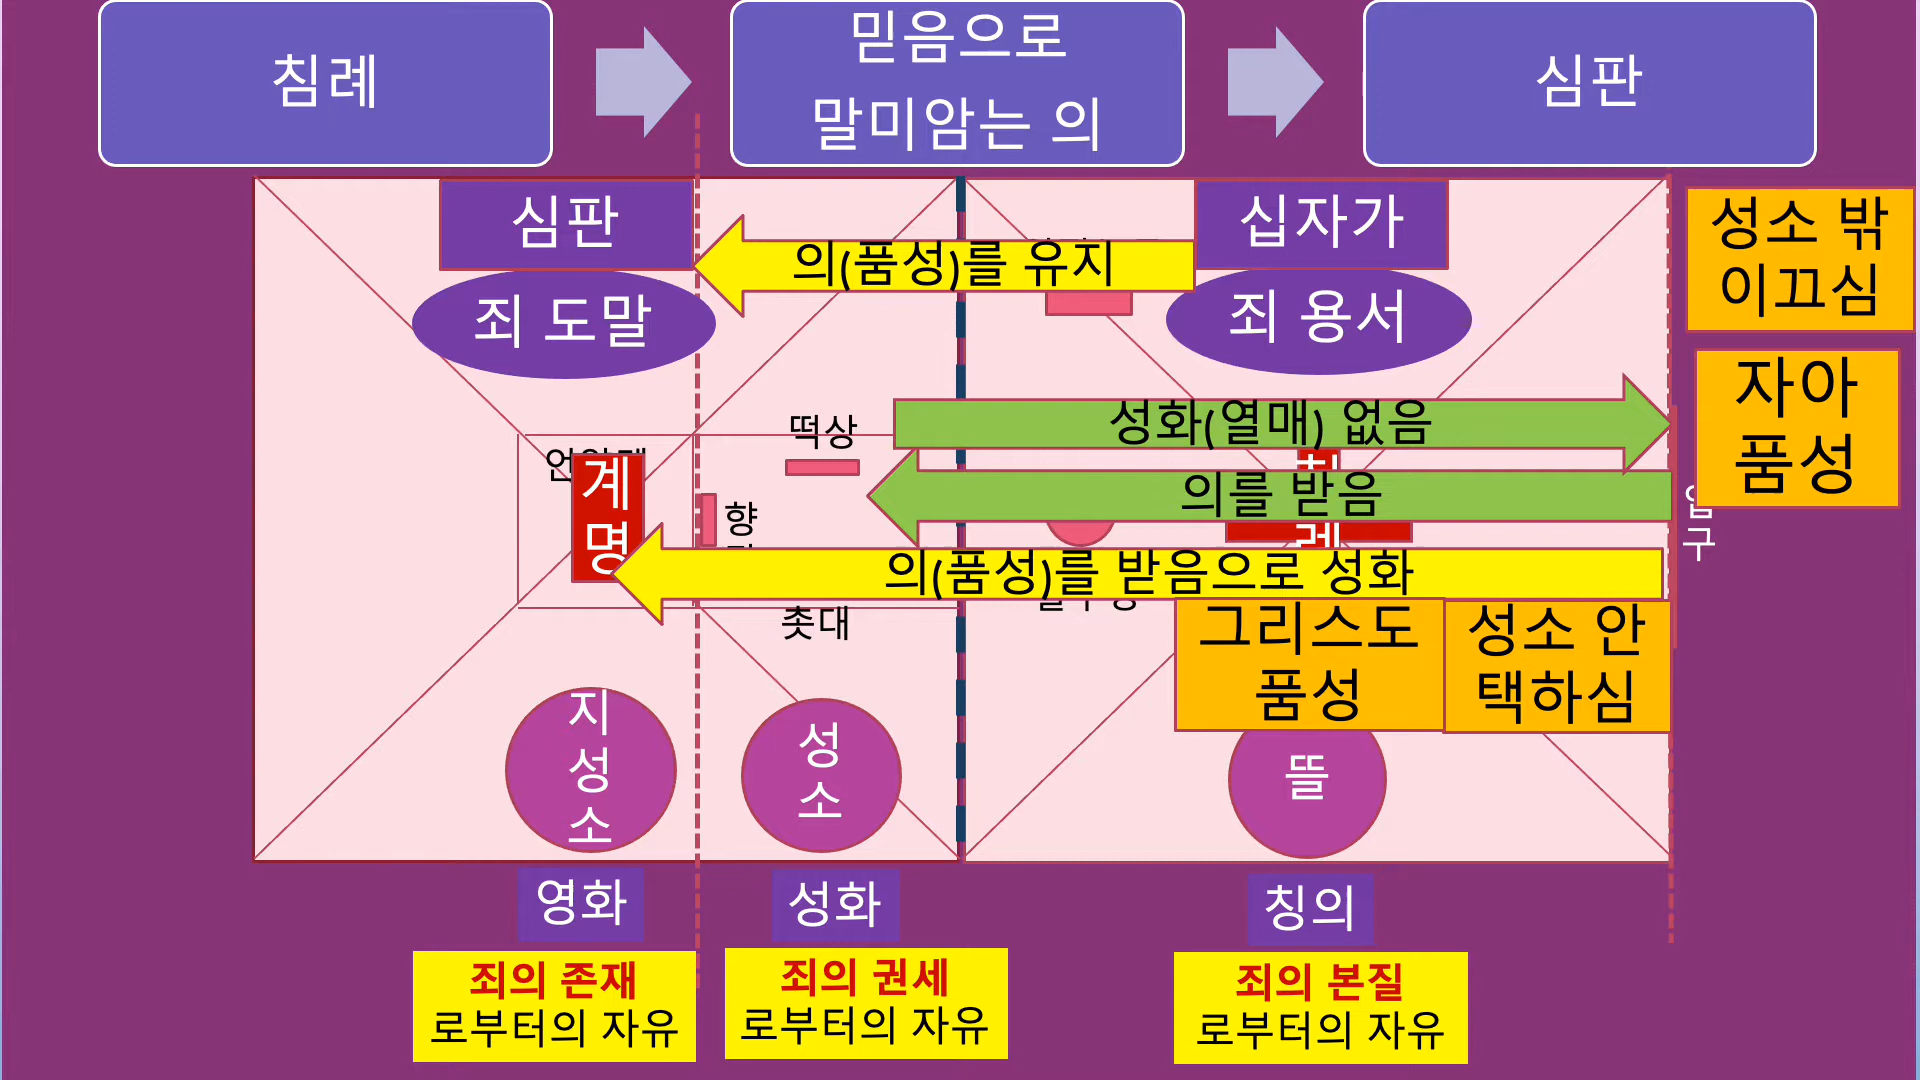 침례
믿음으로
말미암는 의
심판
심판
십자가
성소 밖
이끄심
의(품성)를 유지
죄 도말
죄 용서
자아
품성
떡상
성화(열매) 없음
계
명
의를 받음
향
구
의(품성)를 받음으로 성화
촛대
그리스도
품성
성소 안
택하심
지
성
소
성
소
뜰
영화
성화
칭의
죄의 존재
로부터의 자유
죄의 권세
로부터의 자유
죄의 본질
로부터의 자유